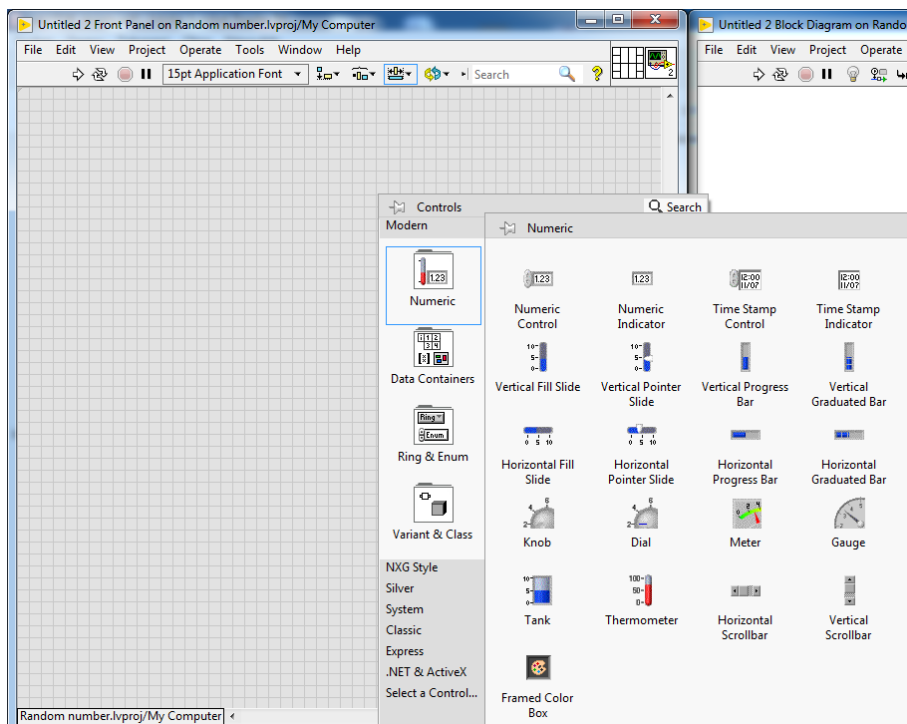 Untitled 2 Front Panel on Random number.lvproj/My Computer
File Edit View Project Operate Tools Window Help
15pt Application Font
Search
2
Untitled 2 Block Diagram on Rando
File Edit View Project Operate
Controls
Search
Modern
Numeric
Data Containers
Ring & Enum
Variant & Class
NXG Style
Silver
System
Classic
Express
.NET & ActiveX
Select a Control...
Numeric
Numeric Control
Numeric Indicator
Time Stamp Control
Time Stamp Indicator
Vertical Fill Slide
Vertical Pointer Slide
Vertical Progress Bar
Vertical Graduated Bar
Horizontal Fill Slide
Horizontal Pointer Slide
Horizontal Progress Bar
Horizontal Graduated Bar
Knob
Dial
Meter
Gauge
Tank
Thermometer
Horizontal Scrollbar
Vertical Scrollbar
Framed Color Box
Random number.lvproj/My Computer